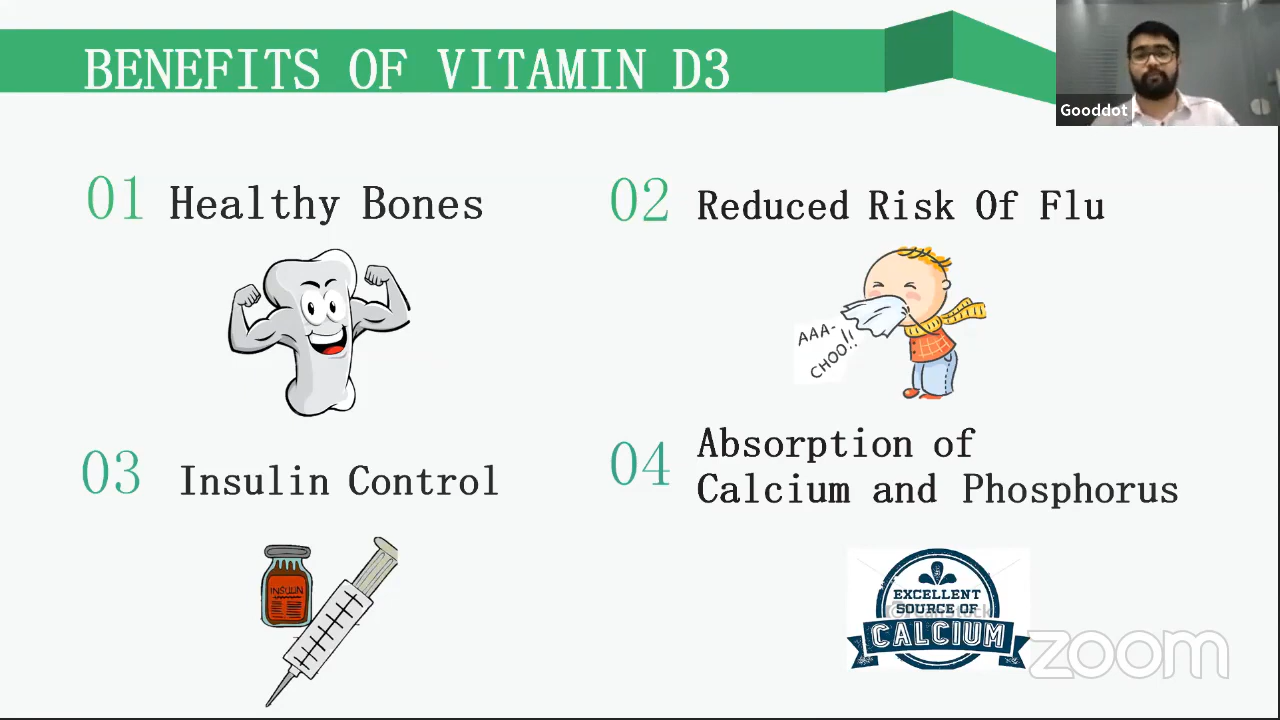 BENEFITS OF VITAMIN D3
Gooddot
01 Healthy Bones
02 Reduced Risk Of Flu
AAA-
CHOO!!
03 Insulin Control
04 Absorption of
Calcium and Phosphorus
INSULIN
EXCELLENT
SOURCE OF
CALCIUM
zoom